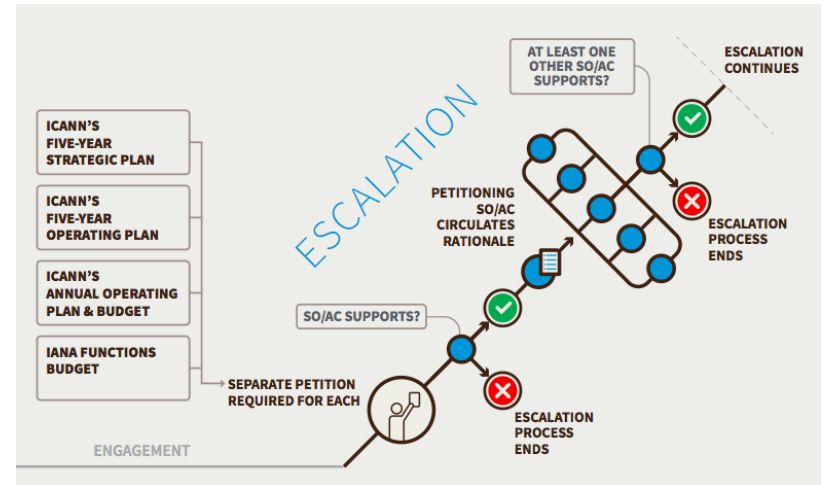 ICANN'S
FIVE-YEAR
STRATEGIC PLAN
ICANN'S
FIVE-YEAR
OPERATING PLAN
ICANN'S
ANNUAL OPERATING
PLAN & BUDGET
IANA FUNCTIONS
BUDGET
SEPARATE PETITION
REQUIRED FOR EACH
ENGAGEMENT
ESCALATION
SO/AC SUPPORTS?
ESCALATION
PROCESS
ENDS
PETITIONING
SO/AC
CIRCULATES
RATIONALE
AT LEAST ONE
OTHER SO/AC
SUPPORTS?
ESCALATION
PROCESS
ENDS
ESCALATION
CONTINUES